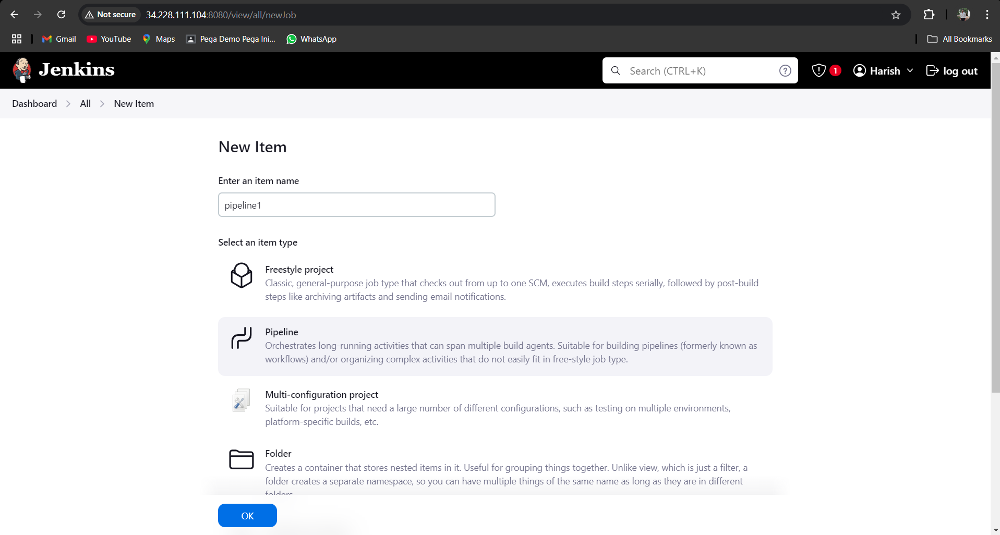 Not secure 34.228.111.104:8080/view/all/newJob
Gmail YouTube Maps Pega Demo Pega Ini... WhatsApp All Bookmarks
Jenkins Search (CTRL+K) 1 Harish log out
Dashboard All New Item
New Item
Enter an item name
pipeline1
Select an item type
Freestyle project
Classic, general-purpose job type that checks out from up to one SCM, executes build steps serially, followed by post-build
steps like archiving artifacts and sending email notifications.
Pipeline
Orchestrates long-running activities that can span multiple build agents. Suitable for building pipelines (formerly known as
workflows) and/or organizing complex activities that do not easily fit in free-style job type.
Multi-configuration project
Suitable for projects that need a large number of different configurations, such as testing on multiple environments,
platform-specific builds, etc.
Folder
Creates a container that stores nested items in it. Useful for grouping things together. Unlike view, which is just a filter, a
folder creates a separate namespace, so you can have multiple things of the same name as long as they are in different
folders.
OK